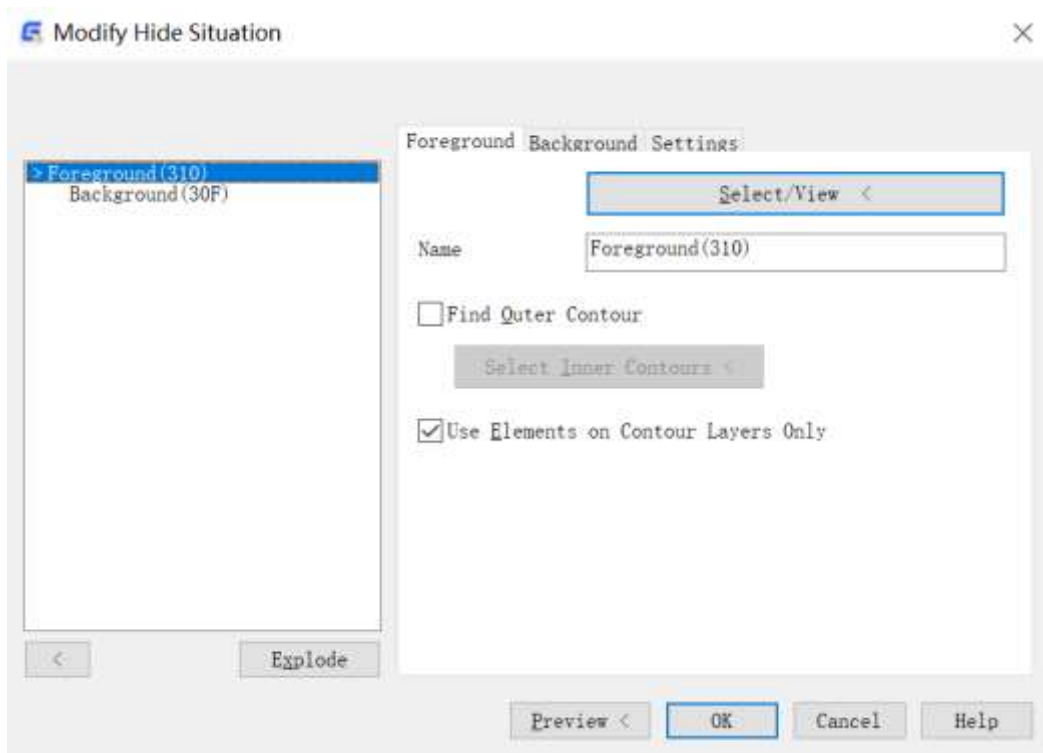 Modify Hide Situation
Foreground Background Settings
>Foreground(310)
Background(30F)
Select/View <
Name Foreground(310)
Find Outer Contour
Select Inner Contours <
Use Elements on Contour Layers Only
< Explode
Preview < OK Cancel Help